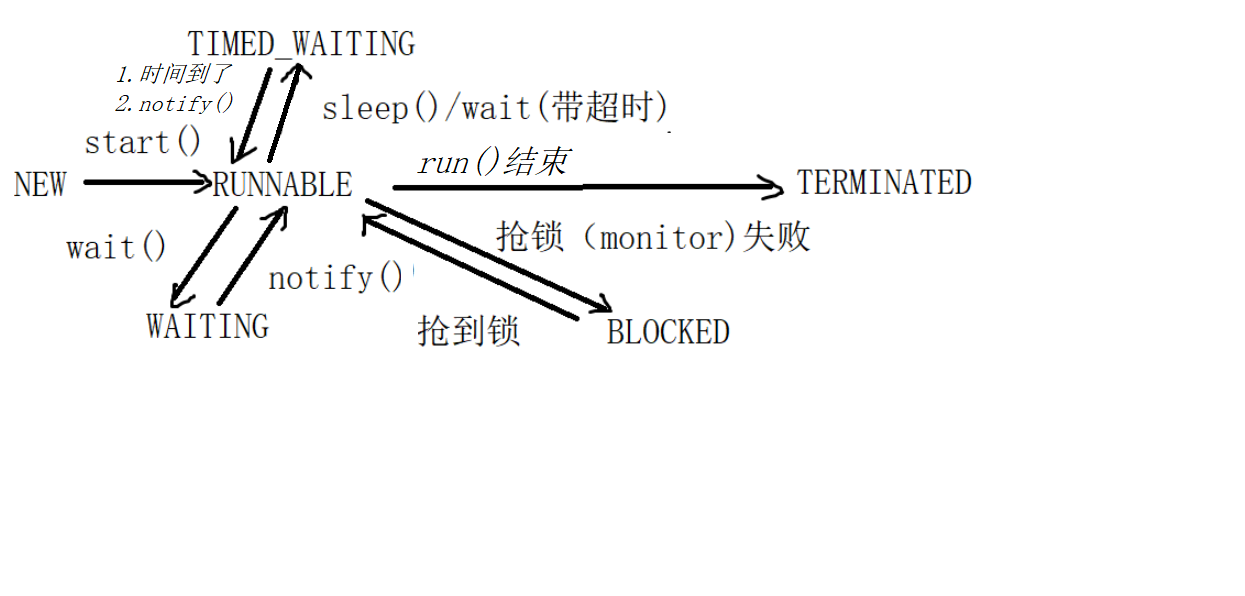 TIMED_WAITING
1.时间到了
2.notify()
sleep()/wait(带超时)
start()
run()结束
NEW
RUNNABLE
TERMINATED
wait()
抢锁（monitor)失败
notify()
WAITING
抢到锁
BLOCKED